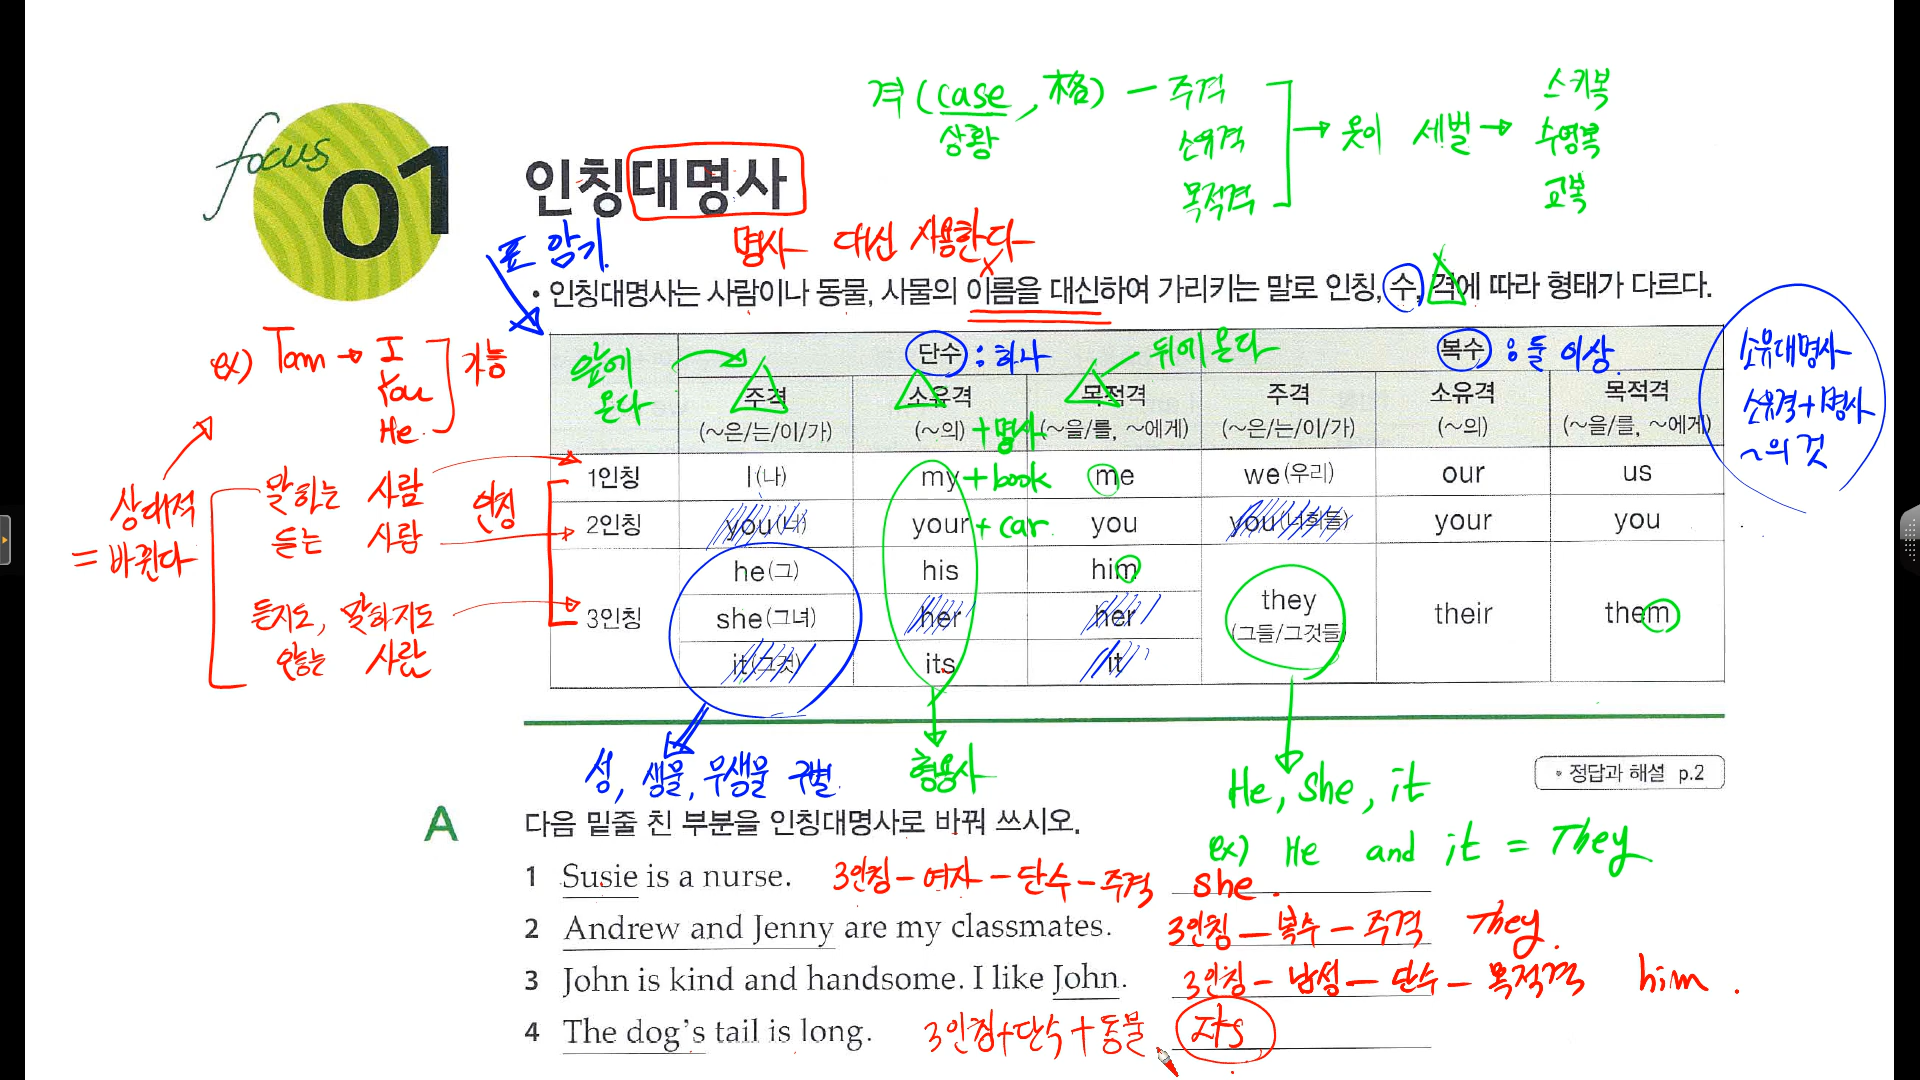 격 (case, 格) - 주격
상황
소유격
목적격
→ 옷이 세벌 →
스키복
수영복
교복
focus
01
인칭대명사
표 암기
명사 대신 사용한다
• 인칭대명사는 사람이나 동물, 사물의 이름을 대신하여 가리키는 말로 인칭, 수, 격에 따라 형태가 다르다.
ex) Tom → I
You
He
가능
상대적
= 바뀐다
말하는 사람
듣는 사람
인칭
듣지도, 말하지도
않는 사람
앞에
온다
단수 : 하나
뒤에 온다
복수 : 둘 이상
주격 소유격 목적격 주격 소유격 목적격
(~은/는/이/가) (~의) + 명사 (~을/를, ~에게) (~은/는/이/가) (~의) (~을/를, ~에게)
소유대명사
소유격+명사
~의 것
1인칭 I(나) my + book me we(우리) our us
2인칭 you(너) your + car you you(너희들) your you
3인칭
he(그) his him
she(그녀) her her
it(그것) its it
they
(그들/그것들)
their them
성, 생물, 무생물 구별
형용사
He, She, it
ex) He and it = They
• 정답과 해설 p.2
A 다음 밑줄 친 부분을 인칭대명사로 바꿔 쓰시오.
1 Susie is a nurse. 3인칭-여자-단수-주격 She.
2 Andrew and Jenny are my classmates. 3인칭-복수-주격 They.
3 John is kind and handsome. I like John. 3인칭-남성-단수-목적격 him.
4 The dog's tail is long. 3인칭+단수+동물